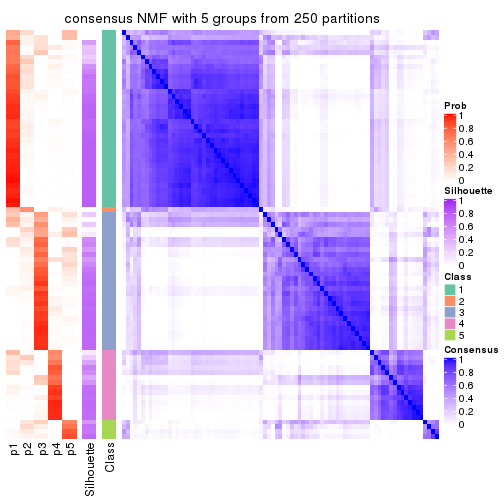 consensus NMF with 5 groups from 250 partitions
Prob
1
0.8
0.6
0.4
0.2
0
Silhouette
1
0.8
0.6
0.4
0.2
0
Class
1
2
3
4
5
Consensus
1
0.8
0.6
0.4
0.2
0
p1
p2
p3
p4
p5
Silhouette
Class